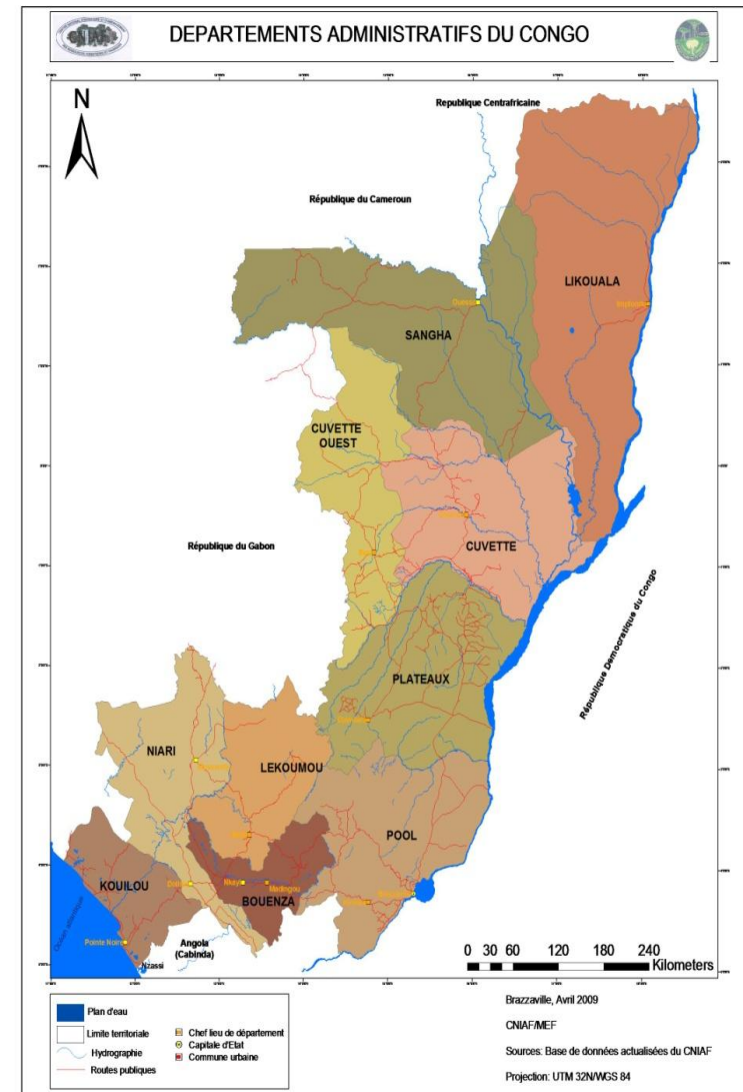 DEPARTEMENTS ADMINISTRATIFS DU CONGO
N
Republique Centrafricaine
République du Cameroun
LIKOUALA
SANGHA
CUVETTE
OUEST
République du Gabon
CUVETTE
République Democratique du Congo
PLATEAUX
NIARI
LEKOUMOU
POOL
KOUILOU
Madingou
BOUENZA
Océan atlantique
Pointe Noire
Nzassi
Angola
(Cabinda)
0 30 60 120 180 240
Kilometers
Plan d'eau
Limite territoriale
Hydrographie
Routes publiques
Chef lieu de département
Capitale d'Etat
Commune urbaine
Brazzaville, Avril 2009
CNIAF/MEF
Sources: Base de données actualisées du CNIAF
Projection: UTM 32N/WGS 84